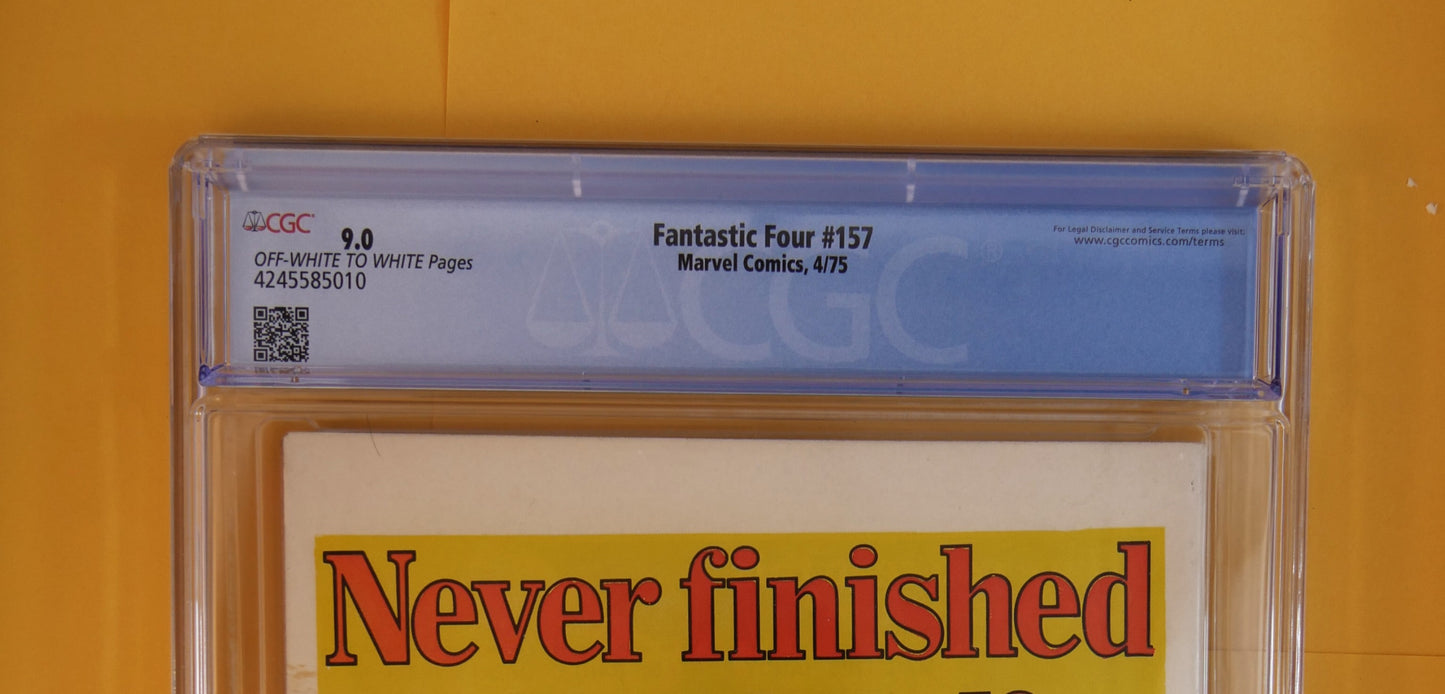 CGC
9.0
OFF-WHITE TO WHITE Pages
4245585010
Fantastic Four #157
Marvel Comics, 4/75
For Legal Disclaimer and Service Terms please visit:
www.cgccomics.com/terms
CGC
Never finished